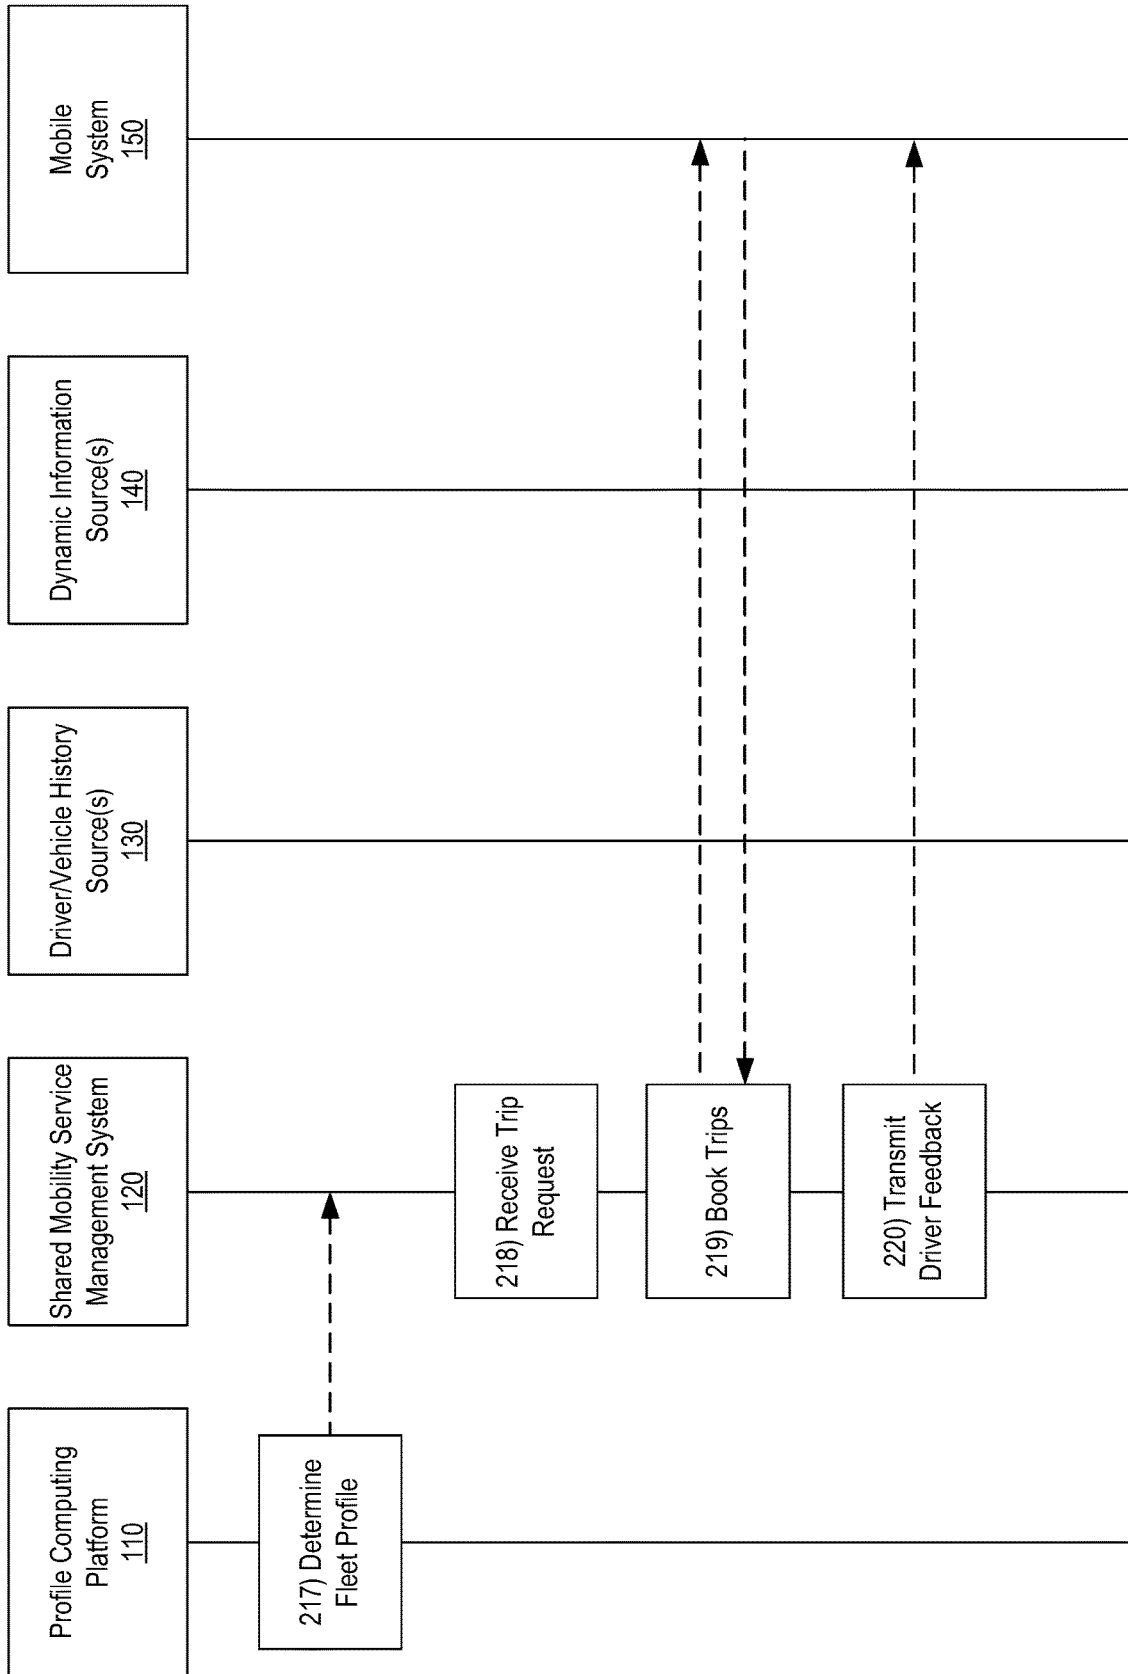 Profile Computing
Platform
110
Shared Mobility Service
Management System
120
Driver/Vehicle History
Source(s)
130
Dynamic Information
Source(s)
140
Mobile
System
150
217) Determine
Fleet Profile
218) Receive Trip
Request
219) Book Trips
220) Transmit
Driver Feedback